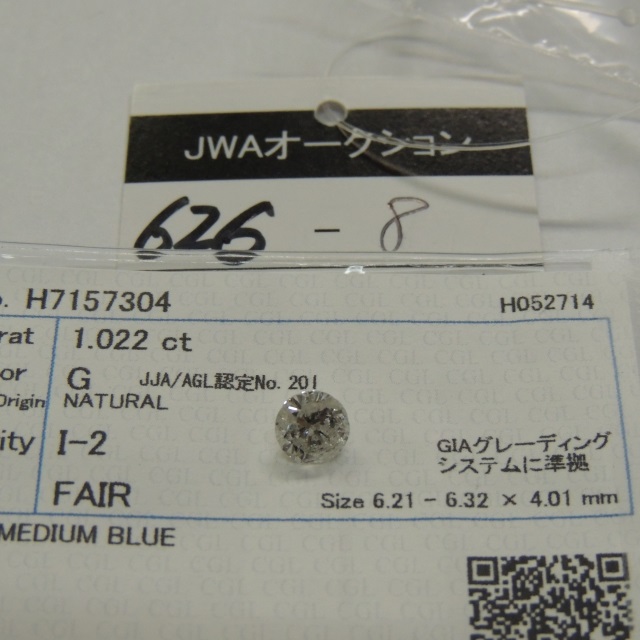 JWAオークション
626 - 8
o. H7157304 H052714
rat 1.022 ct
or G JJA/AGL認定No. 201
Origin NATURAL
ity I-2 GIAグレーディング
システムに準拠
FAIR Size 6.21 - 6.32 × 4.01 mm
MEDIUM BLUE